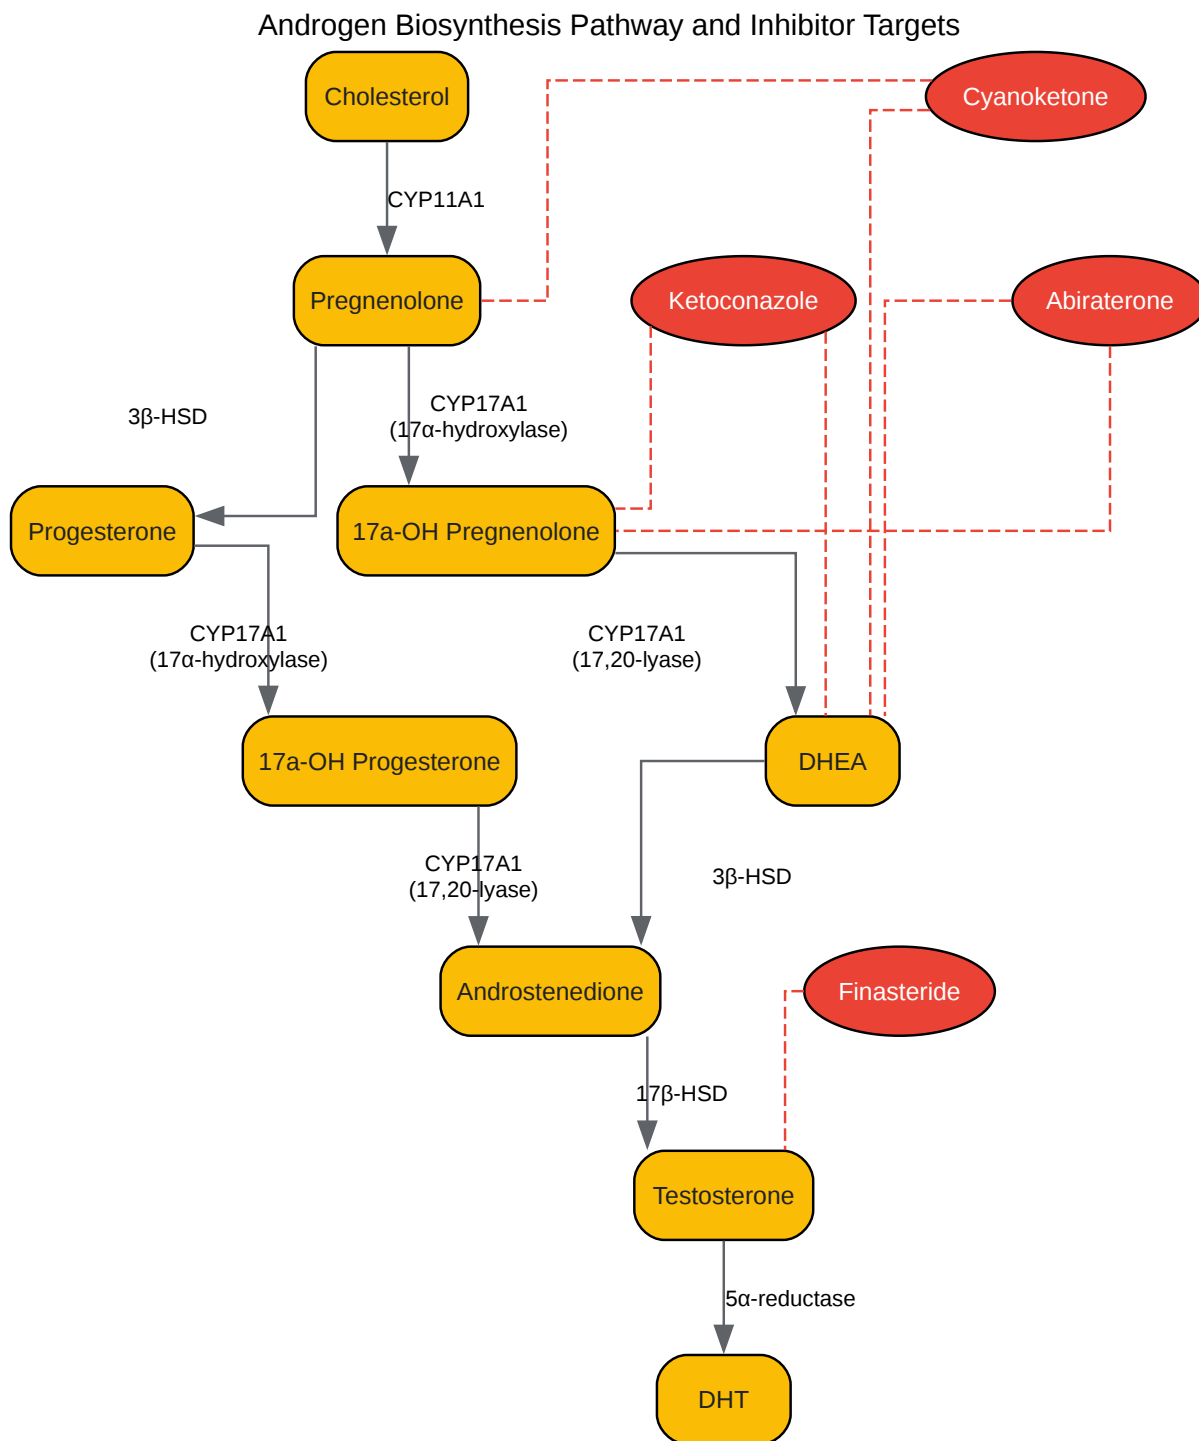 Androgen Biosynthesis Pathway and Inhibitor Targets
Cholesterol
Cyanoketone
CYP11A1
Pregnenolone
Ketoconazole
Abiraterone
3β-HSD
CYP17A1
(17α-hydroxylase)
Progesterone
17a-OH Pregnenolone
CYP17A1
(17α-hydroxylase)
CYP17A1
(17,20-lyase)
17a-OH Progesterone
DHEA
CYP17A1
(17,20-lyase)
3β-HSD
Androstenedione
Finasteride
17β-HSD
Testosterone
5α-reductase
DHT